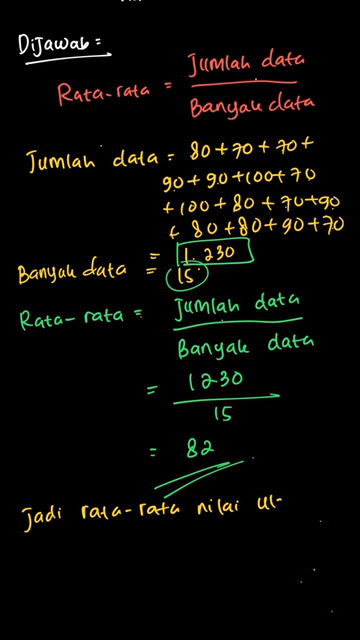 Dijawab =
Rata-rata = Jumlah data
Banyak data
Jumlah data = 80 + 70 + 70 +
90 + 90 + 100 + 70
+ 100 + 80 + 70 + 90
+ 80 + 80 + 90 + 70
= 1.230
Banyak data = 15
Rata-rata = Jumlah data
Banyak data
= 1230
15
= 82
Jadi rata-rata nilai ul